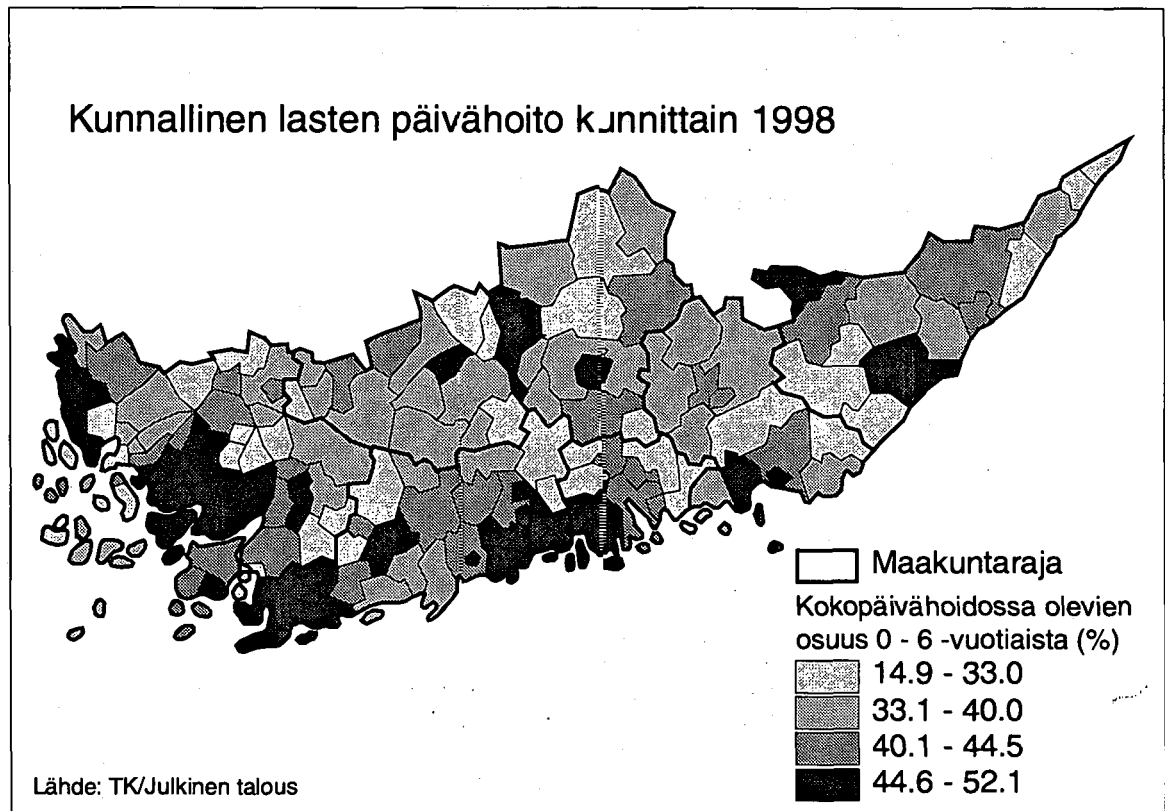 Kunnallinen lasten päivähoito kunnittain 1998
Maakuntaraja
Kokopäivähoidossa olevien
osuus 0 - 6 -vuotiaista (%)
14.9 - 33.0
33.1 - 40.0
40.1 - 44.5
44.6 - 52.1
Lähde: TK/Julkinen talous